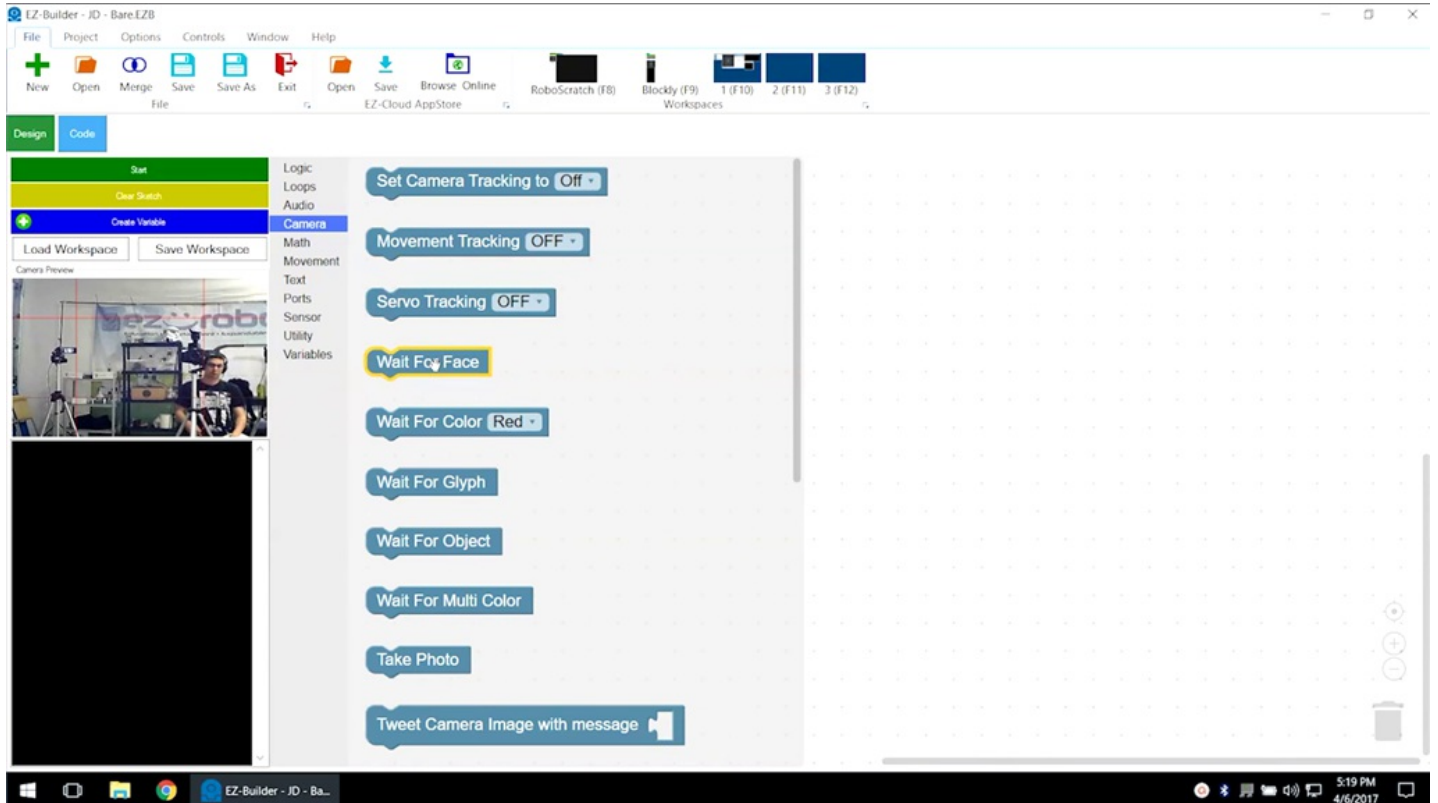 EZ-Builder - JD - Bare.EZB
File Project Options Controls Window Help
New Open Merge Save Save As Exit Open Save Browse Online RoboScratch (F8) Blockly (F9) 1 (F10) 2 (F11) 3 (F12)
File EZ-Cloud AppStore Workspaces
Design Code
Start
Clear Sketch
Create Variable
Load Workspace Save Workspace
Camera Preview
ez robo
Logic
Loops
Audio
Camera
Math
Movement
Text
Ports
Sensor
Utility
Variables
Set Camera Tracking to Off
Movement Tracking OFF
Servo Tracking OFF
Wait For Face
Wait For Color Red
Wait For Glyph
Wait For Object
Wait For Multi Color
Take Photo
Tweet Camera Image with message
EZ-Builder - JD - Ba...
5:19 PM
4/6/2017